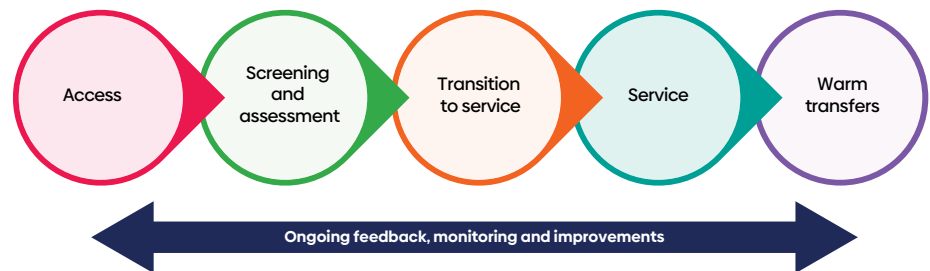 Access
Screening
and
assessment
Transition
to service
Service
Warm
transfers
Ongoing feedback, monitoring and improvements